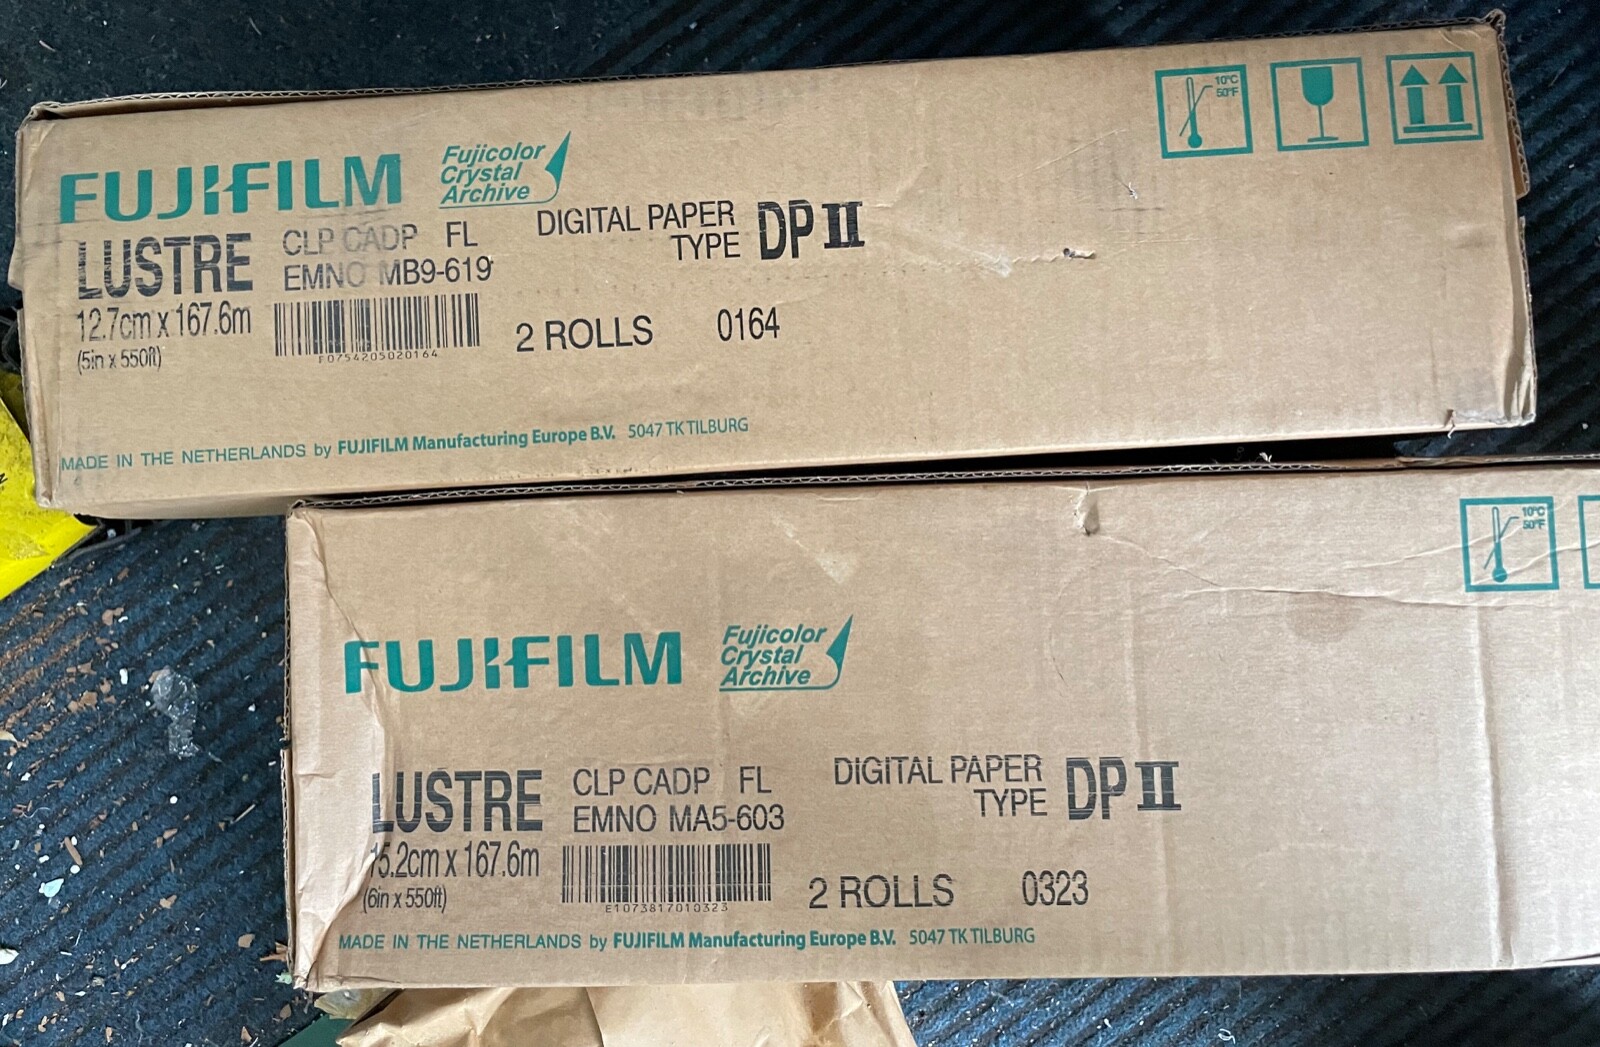 10°C
50°F
FUJIFILM
Fujicolor
Crystal
Archive
LUSTRE
CLP CADP FL
EMNO MB9-619
DIGITAL PAPER
TYPE DP II
12.7cm x 167.6m
(5in x 550ft)
F0754205020164
2 ROLLS 0164
MADE IN THE NETHERLANDS by FUJIFILM Manufacturing Europe B.V. 5047 TK TILBURG
10°C
50°F
FUJIFILM
Fujicolor
Crystal
Archive
LUSTRE
CLP CADP FL
EMNO MA5-603
DIGITAL PAPER
TYPE DP II
15.2cm x 167.6m
(6in x 550ft)
E1073817010323
2 ROLLS 0323
MADE IN THE NETHERLANDS by FUJIFILM Manufacturing Europe B.V. 5047 TK TILBURG